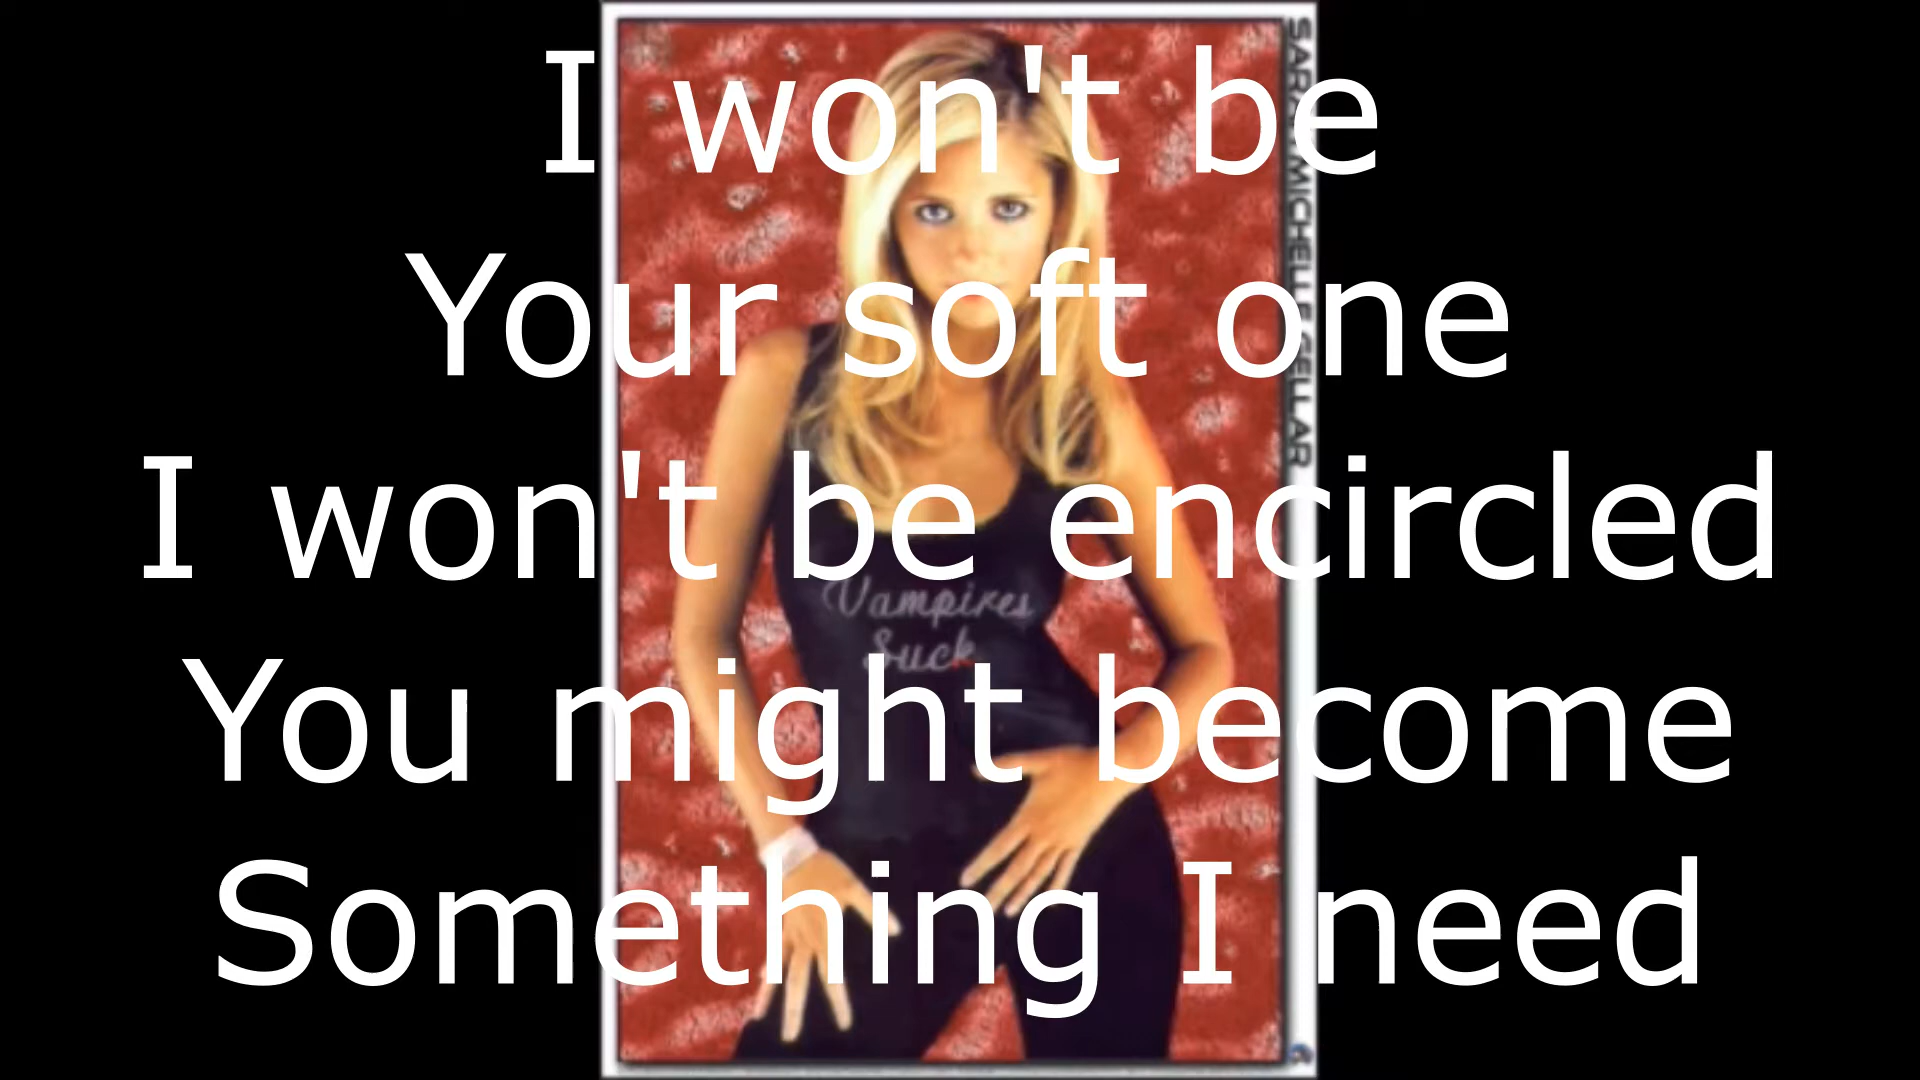 I won't be
Your soft one
I won't be encircled
You might become
Something I need
Vampires
Suck
SARAH MICHELLE GELLAR